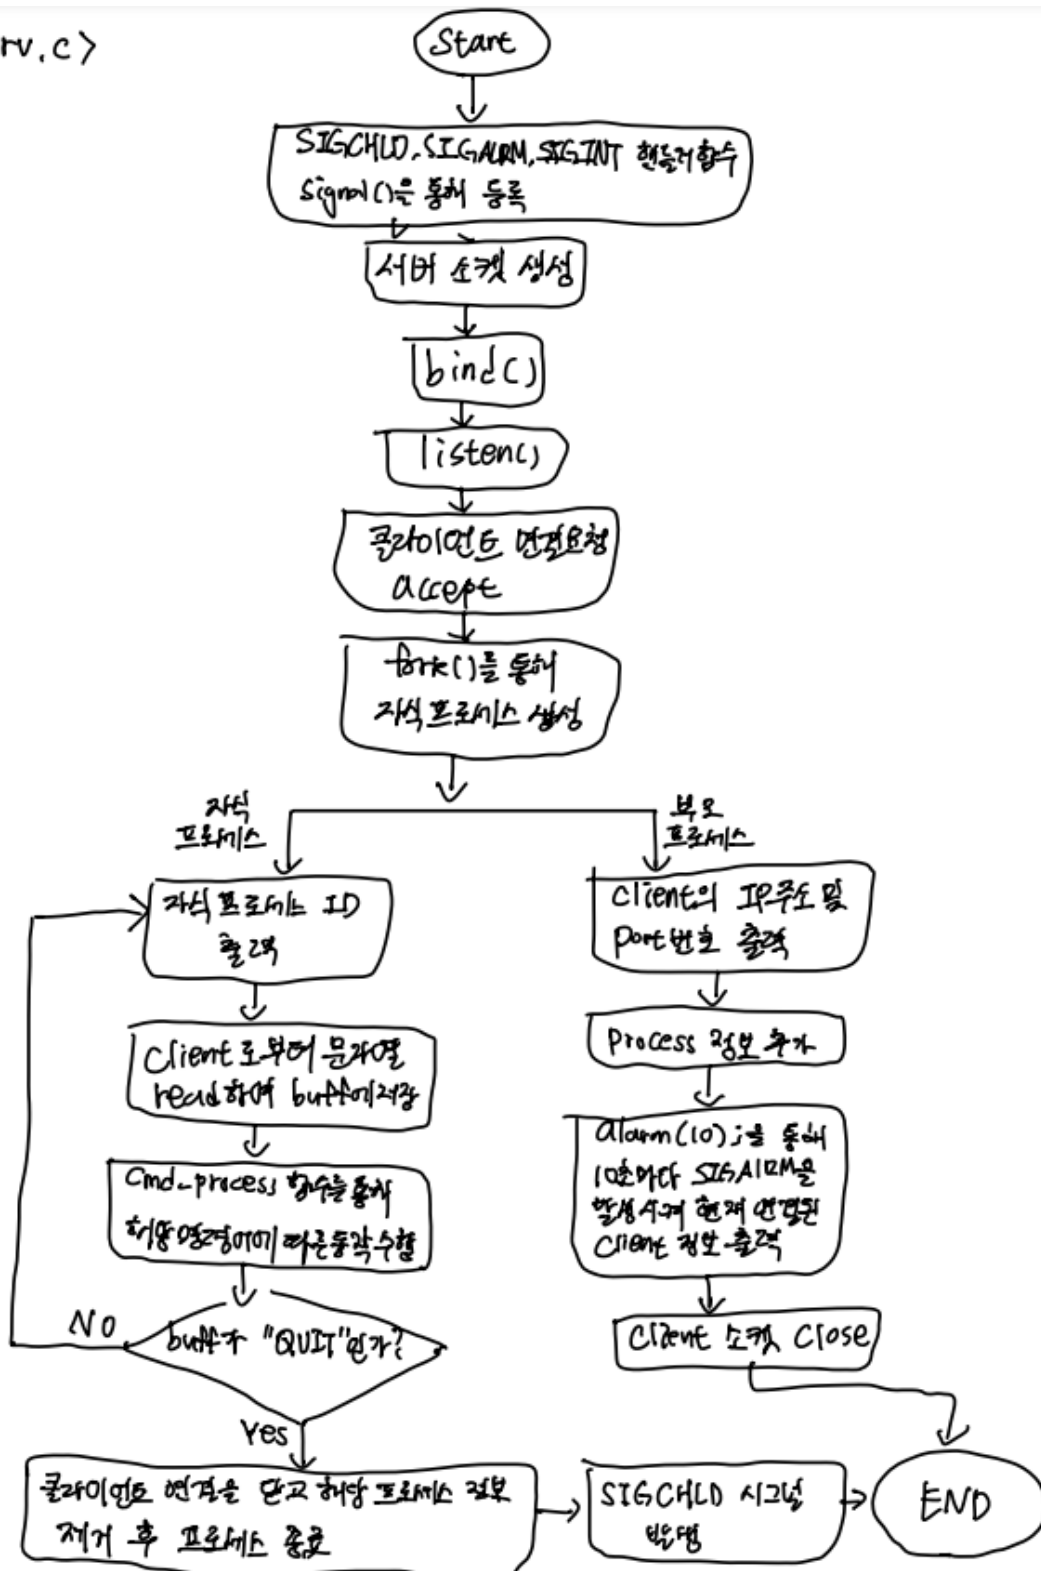 rv.c>
Start
SIGCHLD, SIGALRM, SIGINT 핸들러함수
signal()은 통해 등록
서버 소켓 생성
bind()
listen()
클라이언트 연결요청
accept
fork()를 통해
자식프로세스 생성
자식
프로세스
부모
프로세스
자식 프로세스 ID
출력
client의 IP주소 및
port번호 출력
client로부터 문자열
read하여 buff에 저장
process 정보 추가
cmd_process 함수를 통해
해당 명령어에 따른 동작 수행
alarm(10);을 통해
10초마다 SIGALRM을
발생시켜 현재 연결된
client 정보 출력
buff가 "QUIT"인가?
NO
Yes
client 소켓 close
클라이언트 연결을 닫고 해당 프로세스 정보
제거 후 프로세스 종료
SIGCHLD 시그널
발생
END